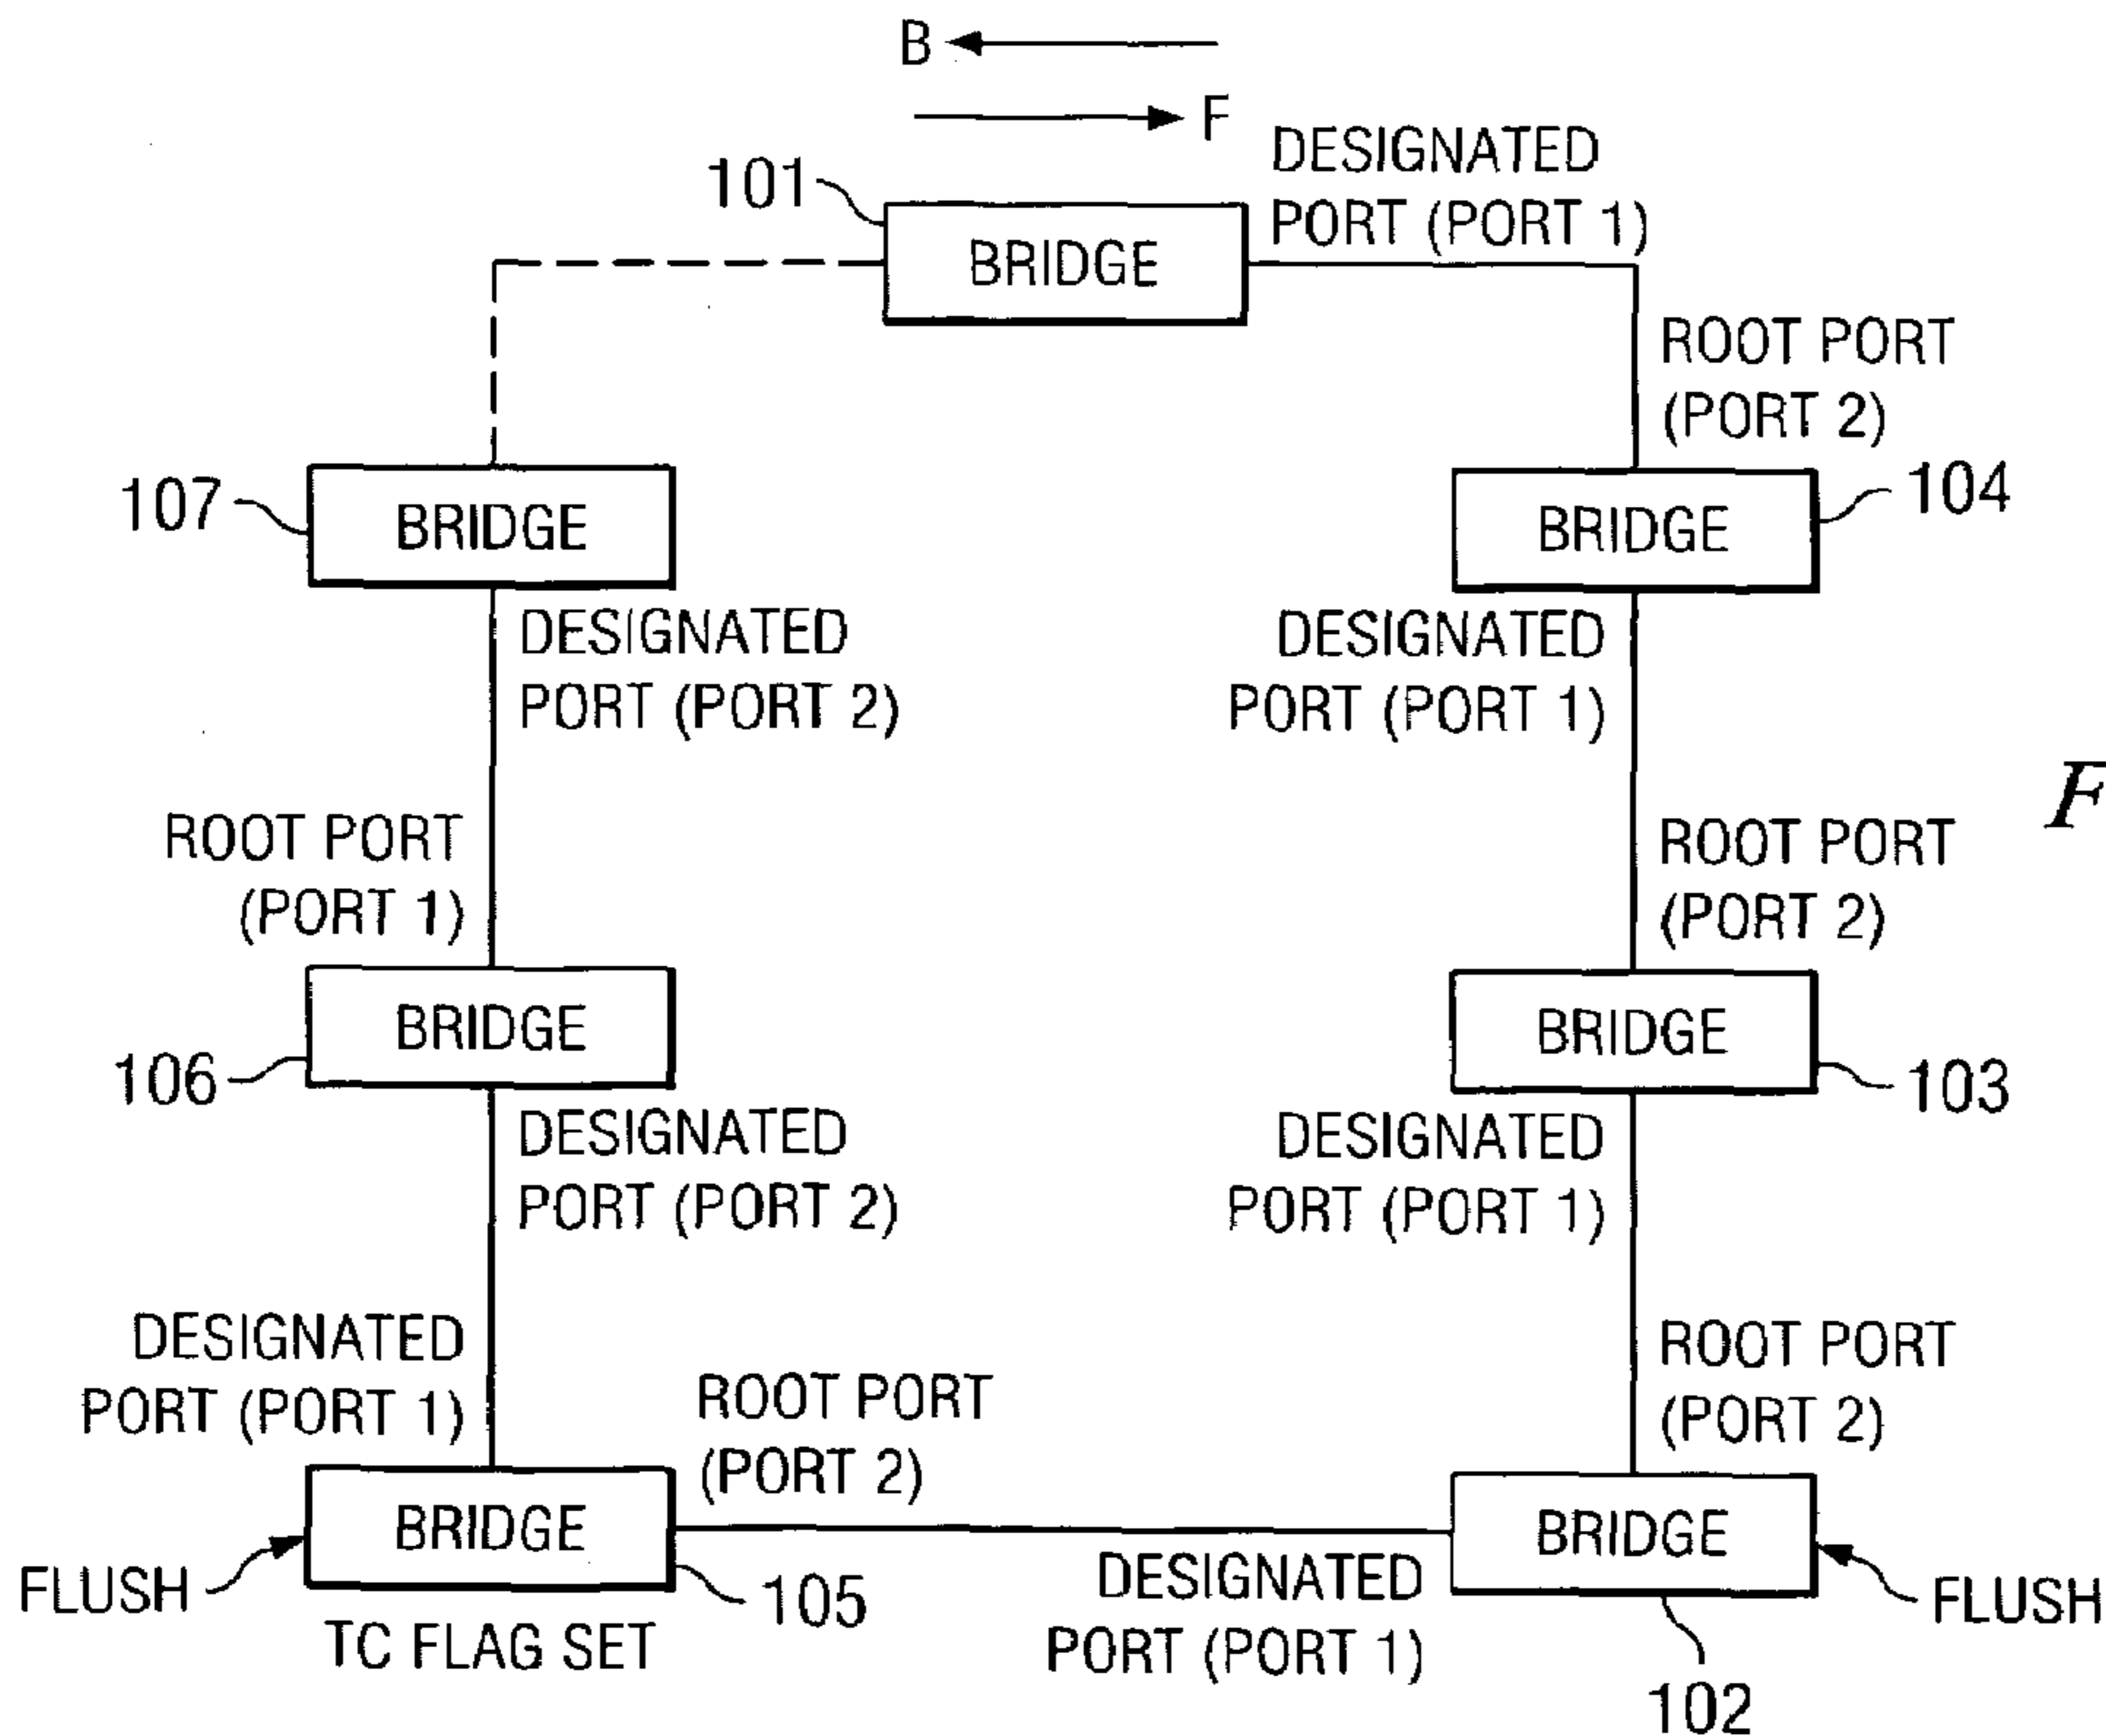 B
F
101
BRIDGE
DESIGNATED
PORT (PORT 1)
ROOT PORT
(PORT 2)
107
BRIDGE
BRIDGE
104
DESIGNATED
PORT (PORT 2)
DESIGNATED
PORT (PORT 1)
F
ROOT PORT
(PORT 1)
ROOT PORT
(PORT 2)
BRIDGE
106
BRIDGE
103
DESIGNATED
PORT (PORT 2)
DESIGNATED
PORT (PORT 1)
DESIGNATED
PORT (PORT 1)
ROOT PORT
(PORT 2)
ROOT PORT
(PORT 2)
BRIDGE
FLUSH
105
TC FLAG SET
DESIGNATED
PORT (PORT 1)
BRIDGE
FLUSH
102